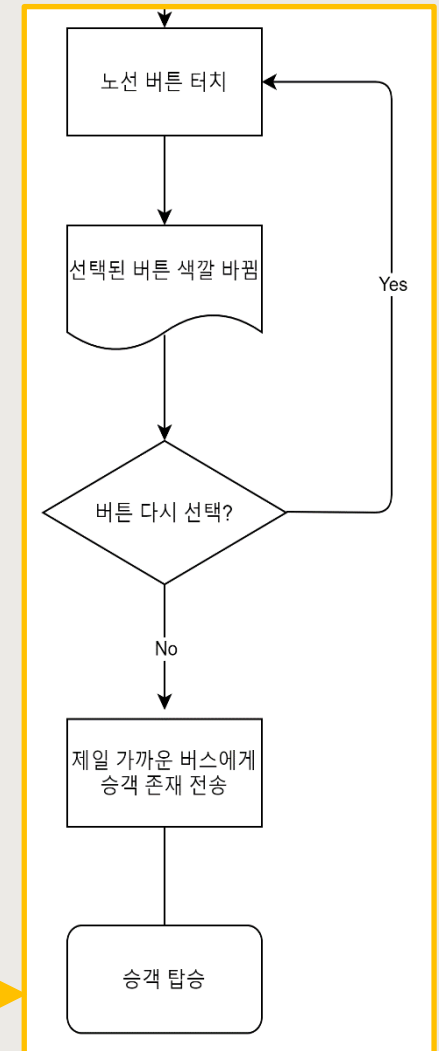 노선 버튼 터치
선택된 버튼 색깔 바뀜
Yes
버튼 다시 선택?
No
제일 가까운 버스에게
승객 존재 전송
승객 탑승